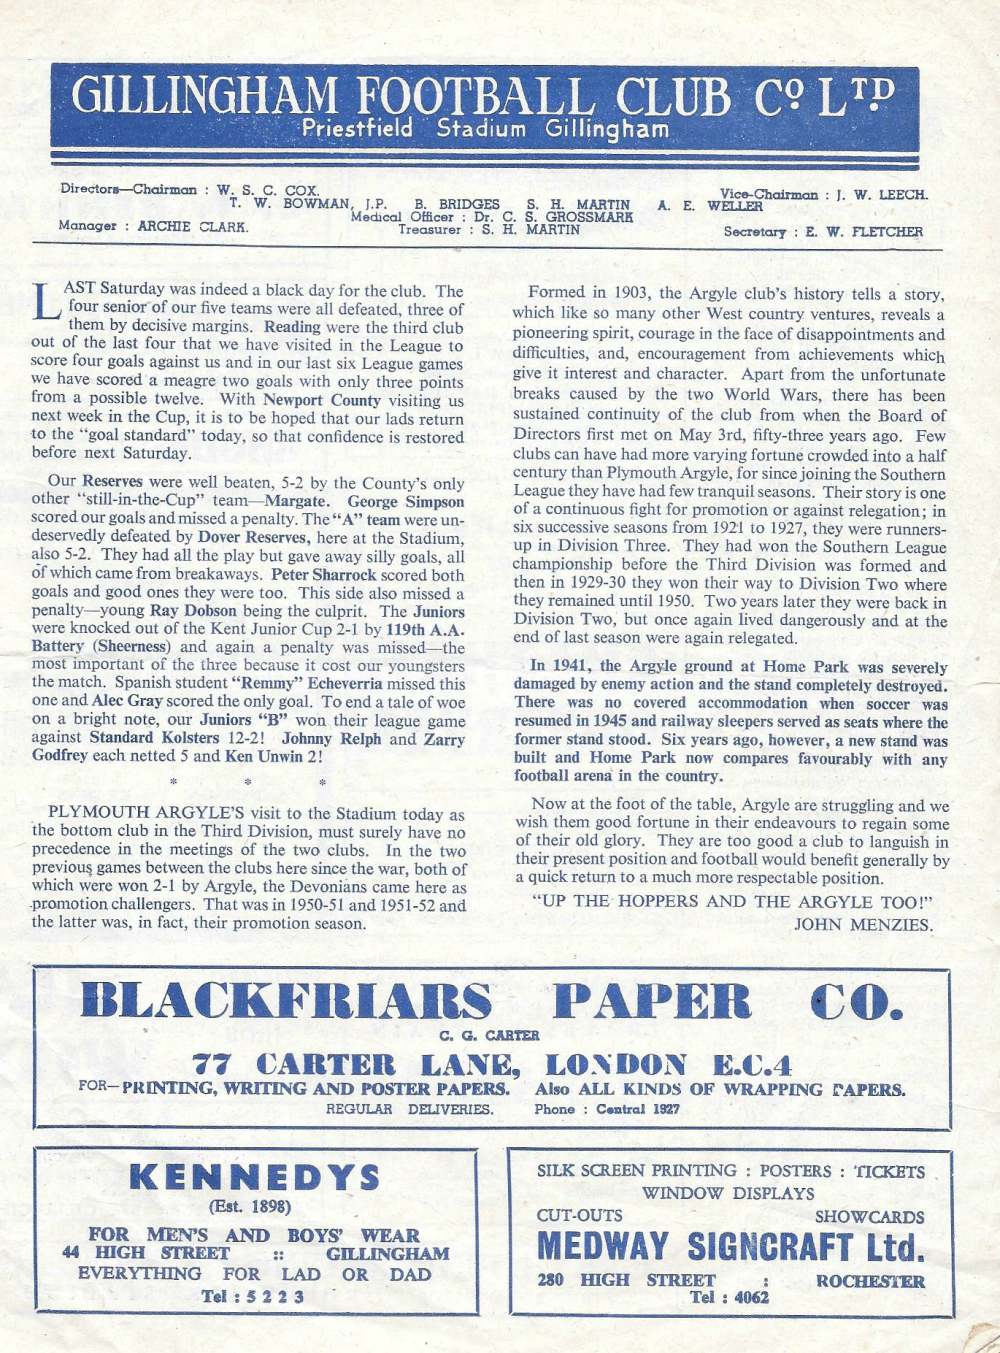 GILLINGHAM FOOTBALL CLUB Co LTD
Priestfield Stadium Gillingham
Directors—Chairman : W. S. C. COX.
Vice-Chairman : J. W. LEECH.
T. W. BOWMAN, J.P. B. BRIDGES S. H. MARTIN A. E. WELLER
Medical Officer : Dr. C. S. GROSSMARK
Manager : ARCHIE CLARK.
Treasurer : S. H. MARTIN
Secretary : E. W. FLETCHER
LAST Saturday was indeed a black day for the club. The
four senior of our five teams were all defeated, three of
them by decisive margins. Reading were the third club
out of the last four that we have visited in the League to
score four goals against us and in our last six League games
we have scored a meagre two goals with only three points
from a possible twelve. With Newport County visiting us
next week in the Cup, it is to be hoped that our lads return
to the “goal standard” today, so that confidence is restored
before next Saturday.
Our Reserves were well beaten, 5-2 by the County's only
other “still-in-the-Cup” team—Margate. George Simpson
scored our goals and missed a penalty. The “A” team were un-
deservedly defeated by Dover Reserves, here at the Stadium,
also 5-2. They had all the play but gave away silly goals, all
of which came from breakaways. Peter Sharrock scored both
goals and good ones they were too. This side also missed a
penalty—young Ray Dobson being the culprit. The Juniors
were knocked out of the Kent Junior Cup 2-1 by 119th A.A.
Battery (Sheerness) and again a penalty was missed—the
most important of the three because it cost our youngsters
the match. Spanish student “Remmy” Echeverria missed this
one and Alec Gray scored the only goal. To end a tale of woe
on a bright note, our Juniors “B” won their league game
against Standard Kolsters 12-2! Johnny Relph and Zarry
Godfrey each netted 5 and Ken Unwin 2!
* * *
PLYMOUTH ARGYLE'S visit to the Stadium today as
the bottom club in the Third Division, must surely have no
precedence in the meetings of the two clubs. In the two
previous games between the clubs here since the war, both of
which were won 2-1 by Argyle, the Devonians came here as
promotion challengers. That was in 1950-51 and 1951-52 and
the latter was, in fact, their promotion season.
Formed in 1903, the Argyle club's history tells a story,
which like so many other West country ventures, reveals a
pioneering spirit, courage in the face of disappointments and
difficulties, and, encouragement from achievements which
give it interest and character. Apart from the unfortunate
breaks caused by the two World Wars, there has been
sustained continuity of the club from when the Board of
Directors first met on May 3rd, fifty-three years ago. Few
clubs can have had more varying fortune crowded into a half
century than Plymouth Argyle, for since joining the Southern
League they have had few tranquil seasons. Their story is one
of a continuous fight for promotion or against relegation; in
six successive seasons from 1921 to 1927, they were runners-
up in Division Three. They had won the Southern League
championship before the Third Division was formed and
then in 1929-30 they won their way to Division Two where
they remained until 1950. Two years later they were back in
Division Two, but once again lived dangerously and at the
end of last season were again relegated.
In 1941, the Argyle ground at Home Park was severely
damaged by enemy action and the stand completely destroyed.
There was no covered accommodation when soccer was
resumed in 1945 and railway sleepers served as seats where the
former stand stood. Six years ago, however, a new stand was
built and Home Park now compares favourably with any
football arena in the country.
Now at the foot of the table, Argyle are struggling and we
wish them good fortune in their endeavours to regain some
of their old glory. They are too good a club to languish in
their present position and football would benefit generally by
a quick return to a much more respectable position.
“UP THE HOPPERS AND THE ARGYLE TOO!”
JOHN MENZIES.
BLACKFRIARS PAPER CO.
C. G. CARTER
77 CARTER LANE, LONDON E.C.4
FOR—PRINTING, WRITING AND POSTER PAPERS. Also ALL KINDS OF WRAPPING PAPERS.
REGULAR DELIVERIES. Phone : Central 1927
KENNEDYS
(Est. 1898)
FOR MEN'S AND BOYS' WEAR
44 HIGH STREET :: GILLINGHAM
EVERYTHING FOR LAD OR DAD
Tel : 5 2 2 3
SILK SCREEN PRINTING : POSTERS : TICKETS
WINDOW DISPLAYS
CUT-OUTS SHOWCARDS
MEDWAY SIGNCRAFT Ltd.
280 HIGH STREET : ROCHESTER
Tel : 4062